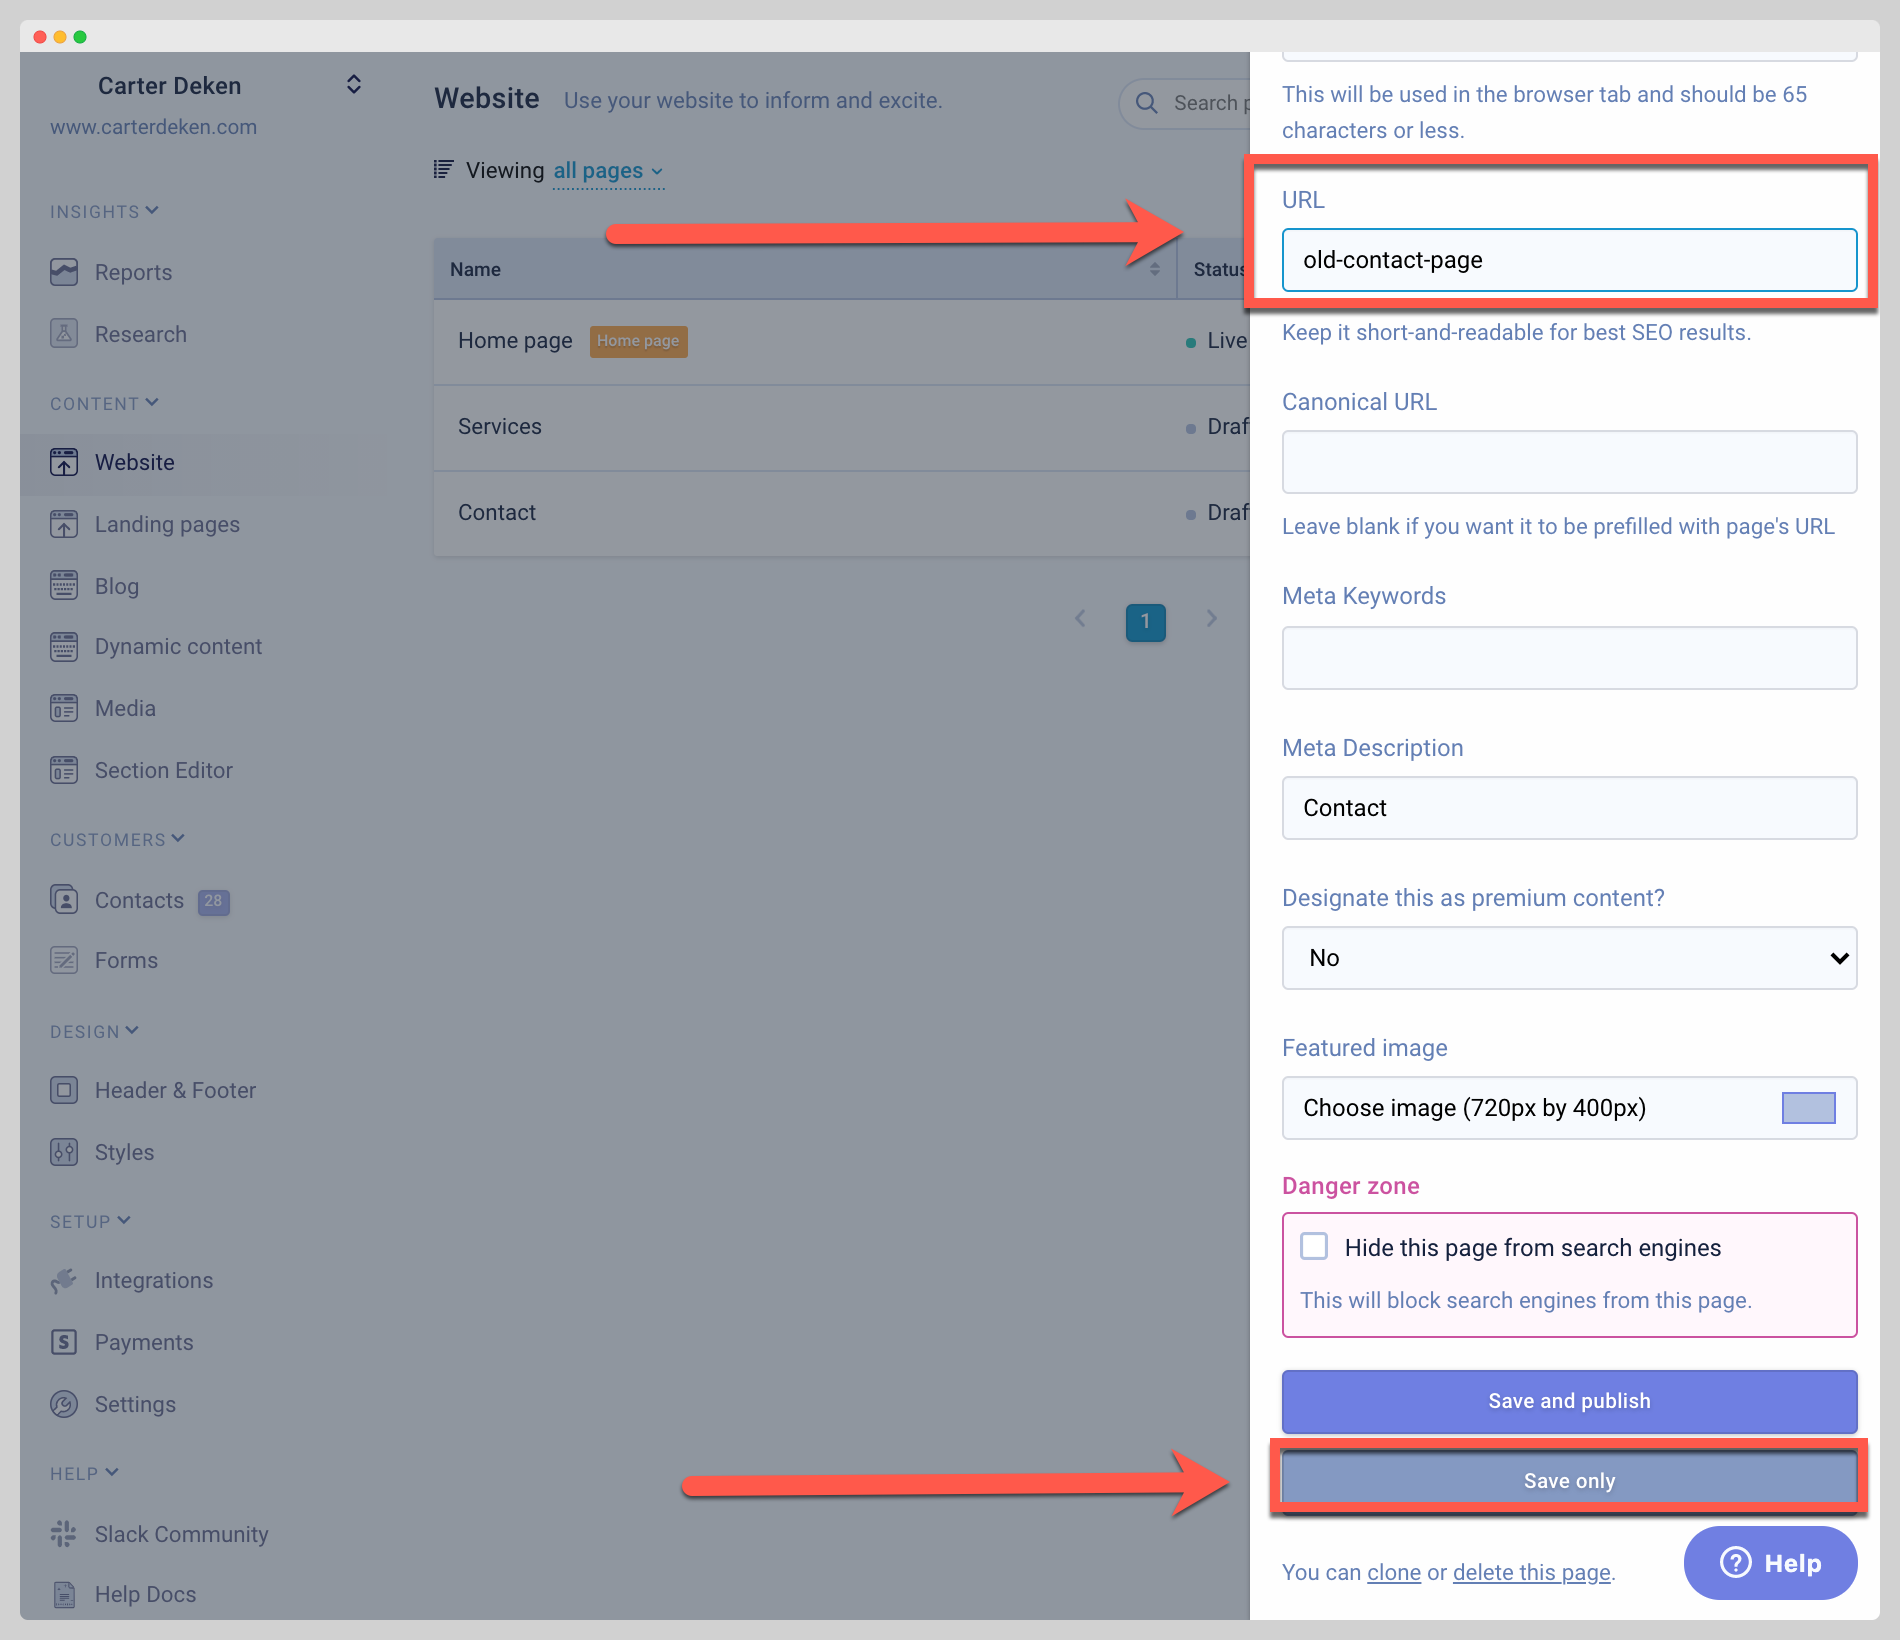 Carter Deken
www.carterdeken.com
INSIGHTS
Reports
Research
CONTENT
Website
Landing pages
Blog
Dynamic content
Media
Section Editor
CUSTOMERS
Contacts 28
Forms
DESIGN
Header & Footer
Styles
SETUP
Integrations
Payments
Settings
HELP
Slack Community
Help Docs
Website Use your website to inform and excite.
Search
Viewing all pages
Name Status
Home page Home page Live
Services Draf
Contact Draf
1
This will be used in the browser tab and should be 65
characters or less.
URL
old-contact-page
Keep it short-and-readable for best SEO results.
Canonical URL
Leave blank if you want it to be prefilled with page's URL
Meta Keywords
Meta Description
Contact
Designate this as premium content?
No
Featured image
Choose image (720px by 400px)
Danger zone
Hide this page from search engines
This will block search engines from this page.
Save and publish
Save only
You can clone or delete this page.
Help